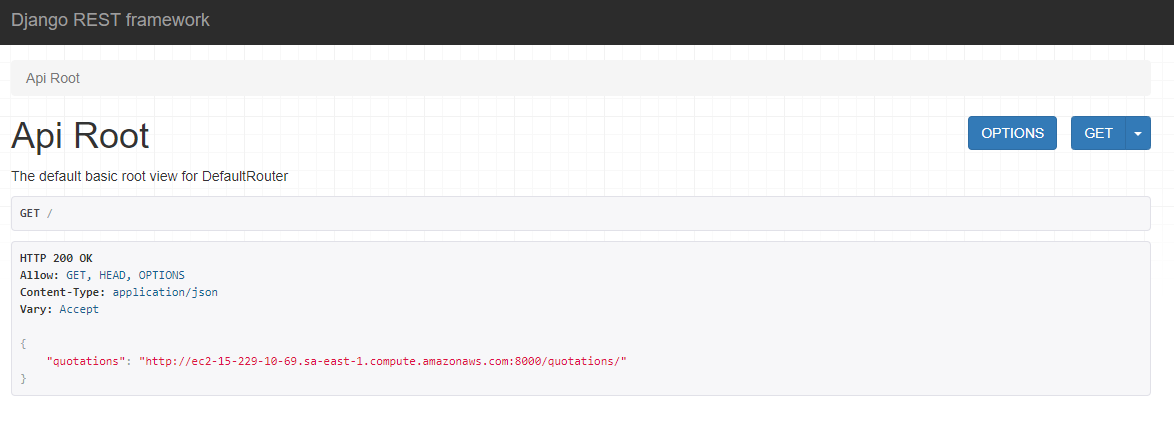 Django REST framework
Api Root
Api Root
OPTIONS
GET
The default basic root view for DefaultRouter
GET /
HTTP 200 OK
Allow: GET, HEAD, OPTIONS
Content-Type: application/json
Vary: Accept
{
    "quotations": "http://ec2-15-229-10-69.sa-east-1.compute.amazonaws.com:8000/quotations/"
}